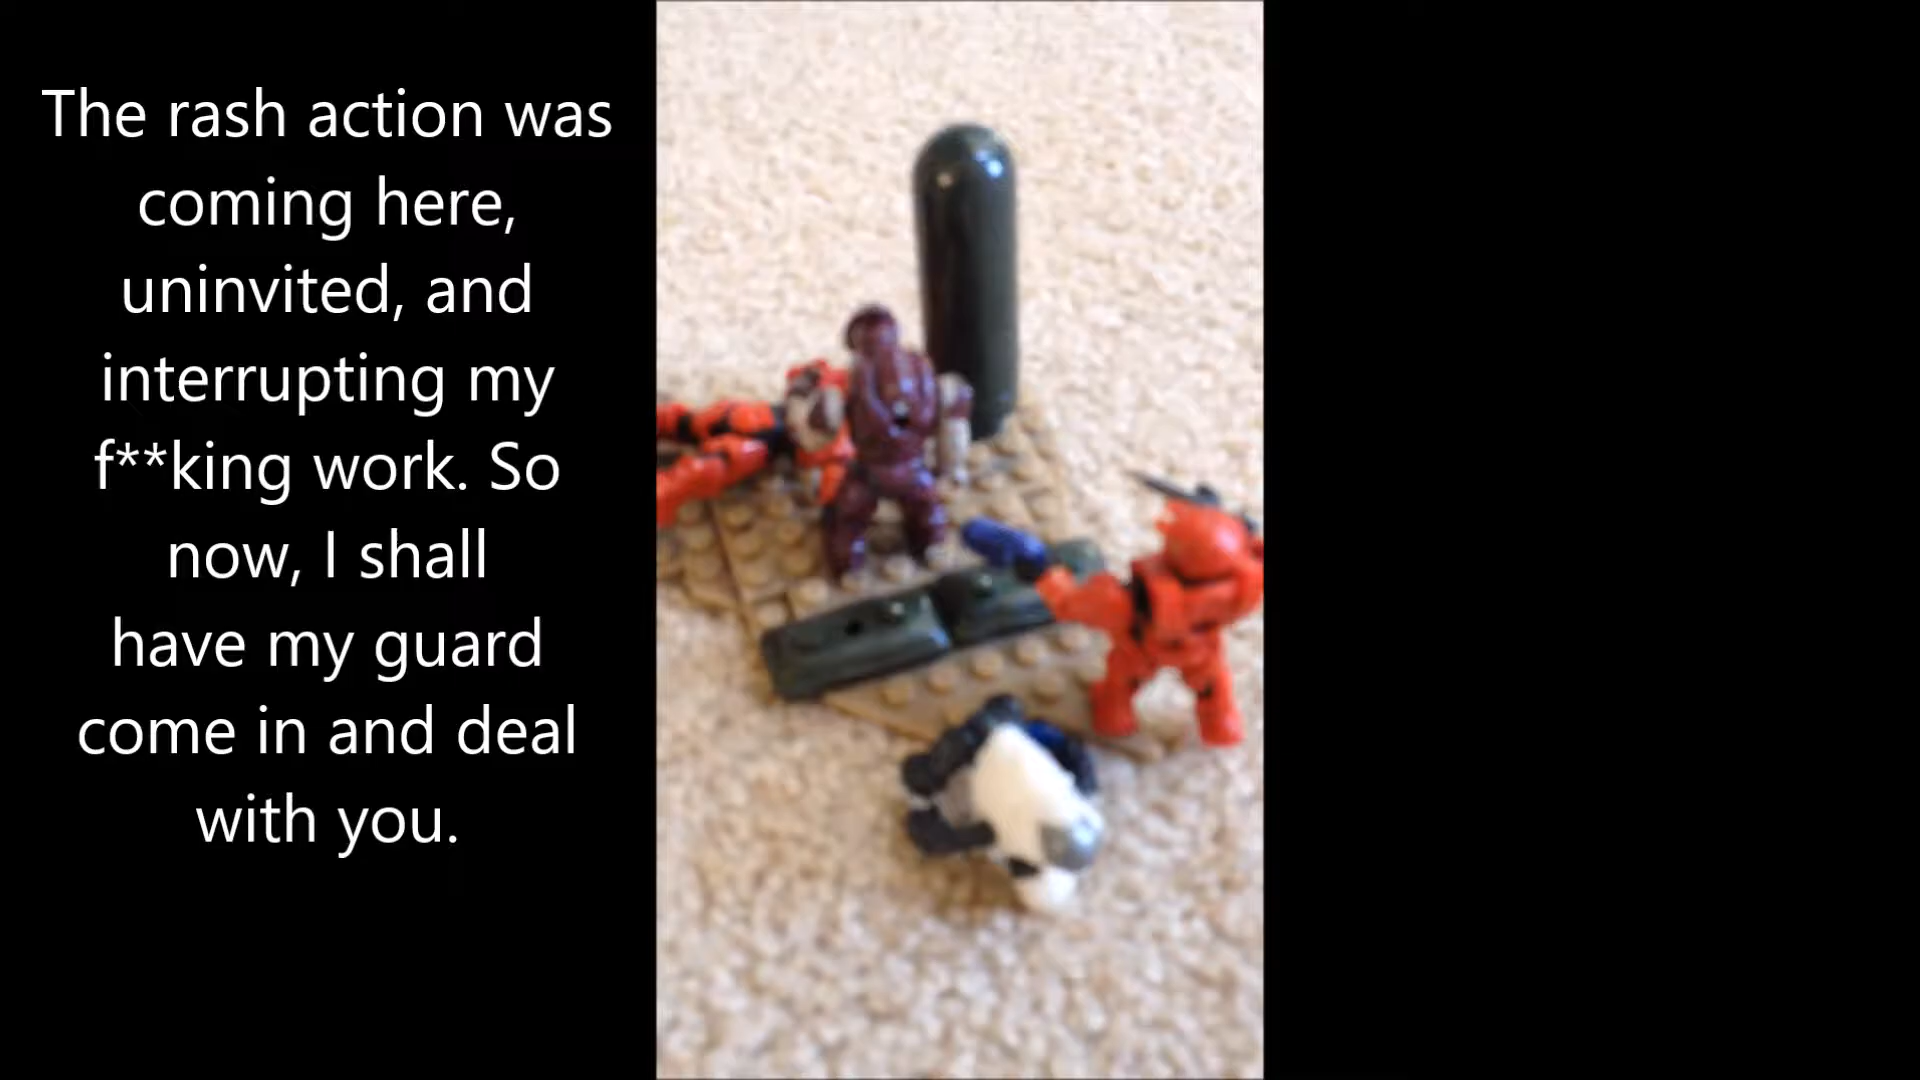 The rash action was
coming here,
uninvited, and
interrupting my
f**king work. So
now, I shall
have my guard
come in and deal
with you.